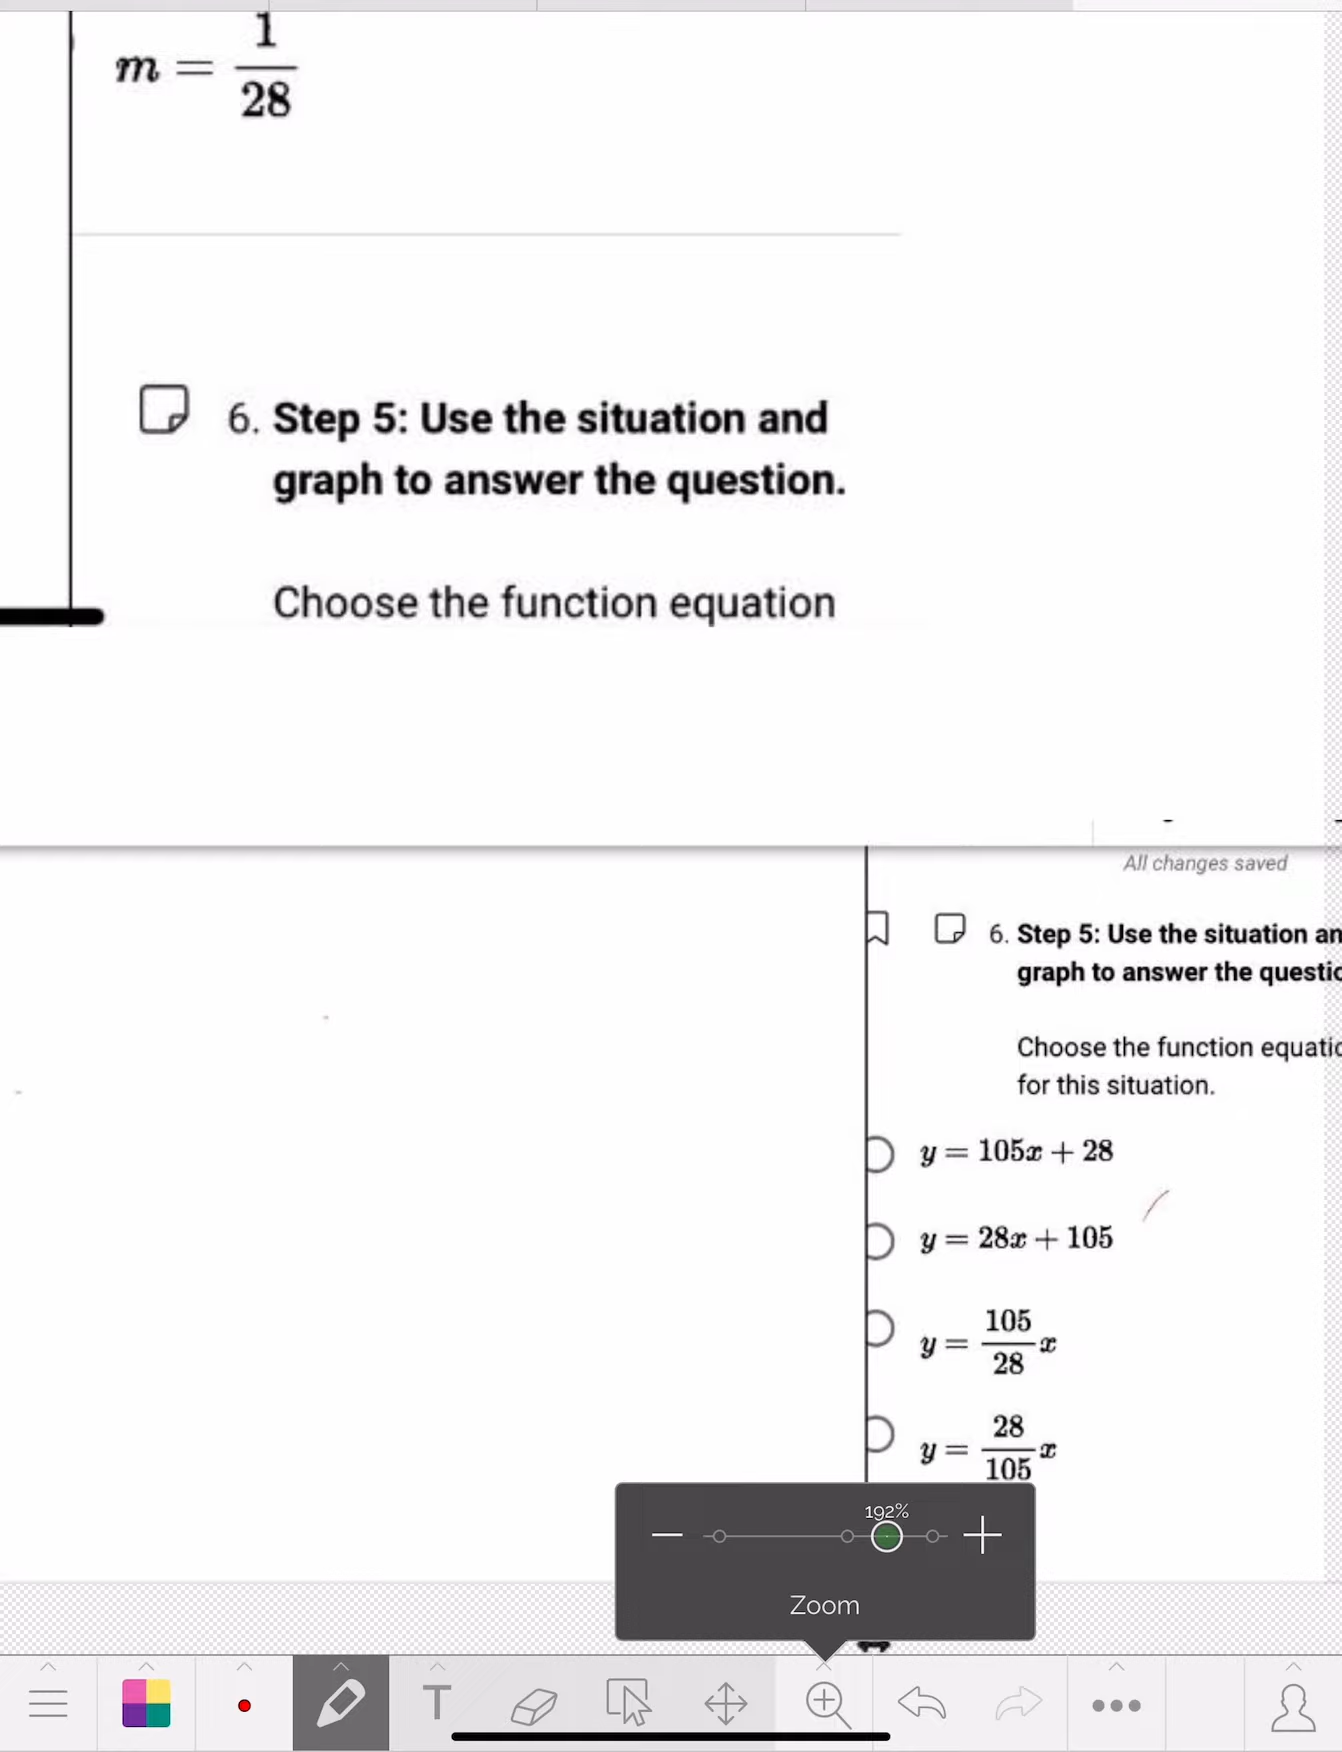 m = 1/28
6. Step 5: Use the situation and
graph to answer the question.
Choose the function equation
All changes saved
6. Step 5: Use the situation an
graph to answer the questio
Choose the function equatio
for this situation.
y = 105x + 28
y = 28x + 105
y = 105/28 x
y = 28/105 x
192%
Zoom
T